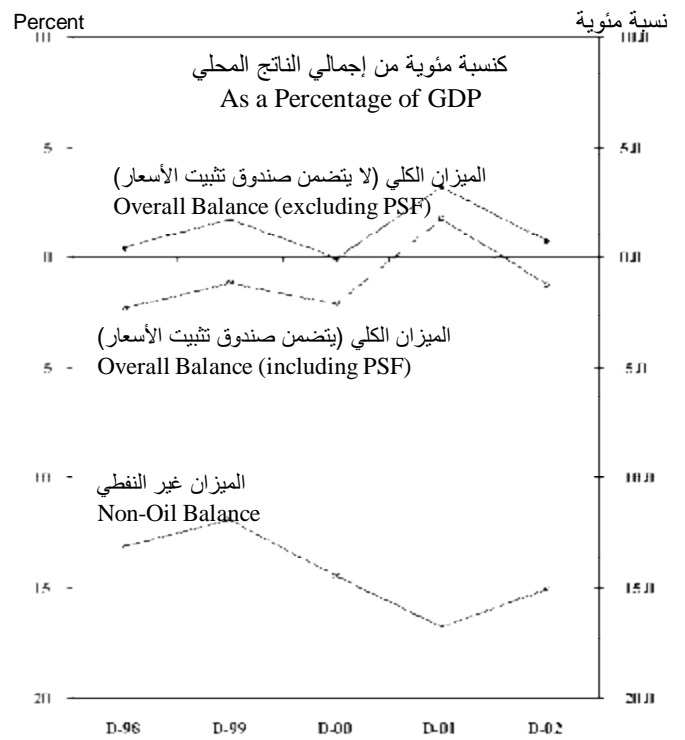 Percent
نسبة مئوية
10
10.0
كنسبة مئوية من إجمالي الناتج المحلي
As a Percentage of GDP
5
5.0
الميزان الكلي (لا يتضمن صندوق تثبيت الأسعار)
Overall Balance (excluding PSF)
0
0.0
الميزان الكلي (يتضمن صندوق تثبيت الأسعار)
Overall Balance (including PSF)
5
5.0
10
10.0
الميزان غير النفطي
Non-Oil Balance
15
15.0
20
20.0
D-98
D-99
D-00
D-01
D-02